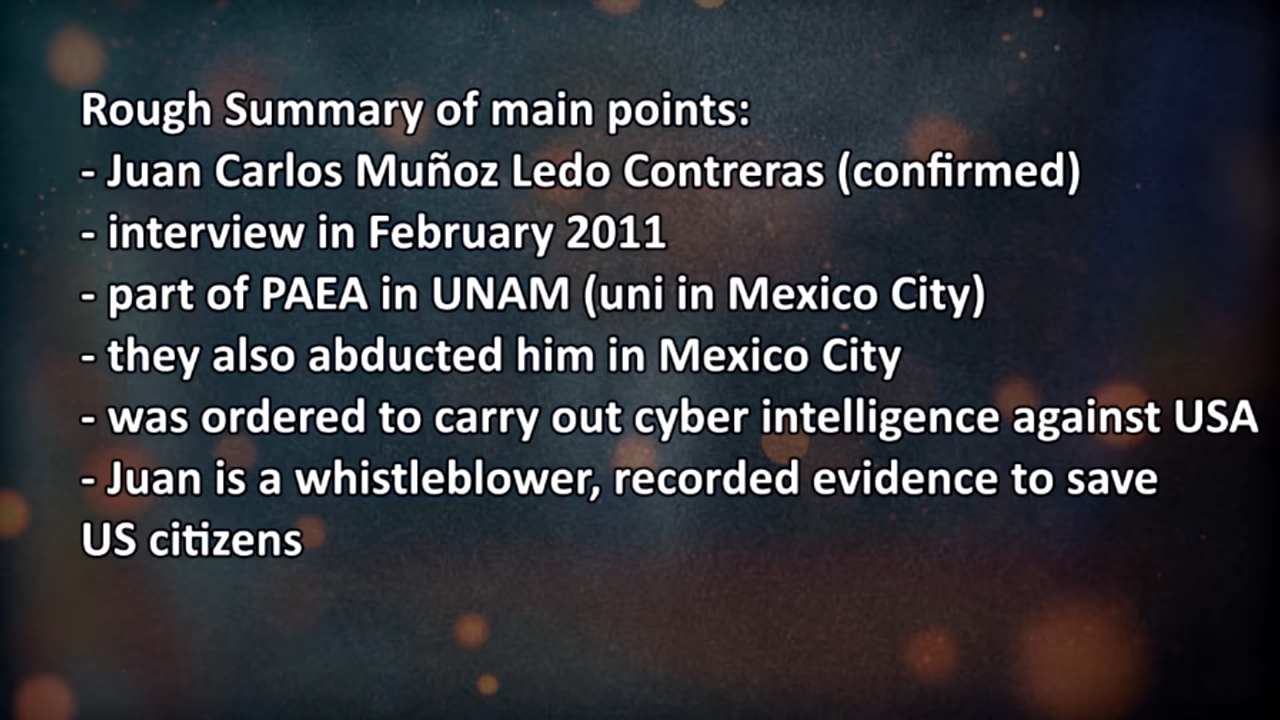 Rough Summary of main points:
- Juan Carlos Muñoz Ledo Contreras (confirmed)
- interview in February 2011
- part of PAEA in UNAM (uni in Mexico City)
- they also abducted him in Mexico City
- was ordered to carry out cyber intelligence against USA
- Juan is a whistleblower, recorded evidence to save
US citizens